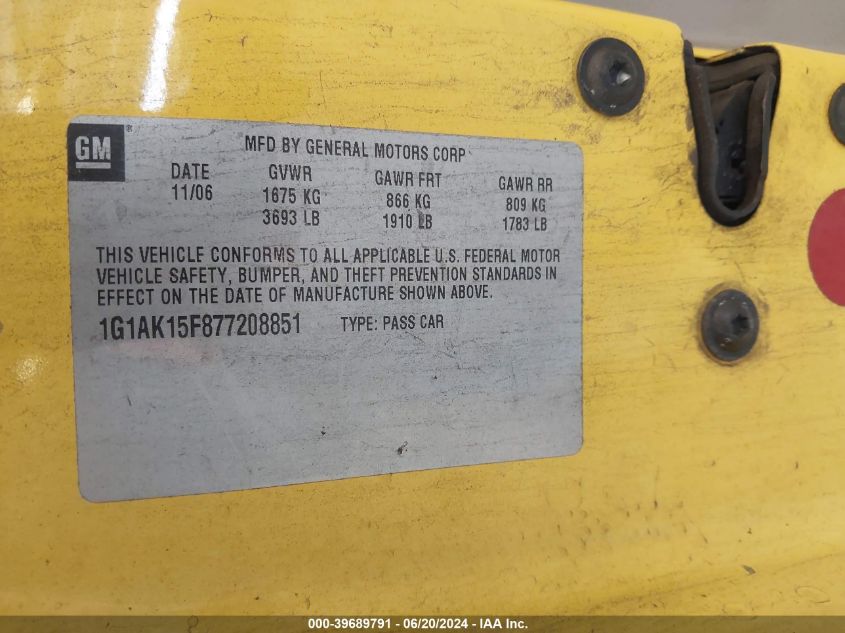 GM
MFD BY GENERAL MOTORS CORP
DATE GVWR GAWR FRT GAWR RR
11/06 1675 KG 866 KG 809 KG
3693 LB 1910 LB 1783 LB
THIS VEHICLE CONFORMS TO ALL APPLICABLE U.S. FEDERAL MOTOR
VEHICLE SAFETY, BUMPER, AND THEFT PREVENTION STANDARDS IN
EFFECT ON THE DATE OF MANUFACTURE SHOWN ABOVE.
1G1AK15F877208851 TYPE: PASS CAR
000-39689791 - 06/20/2024 - IAA Inc.